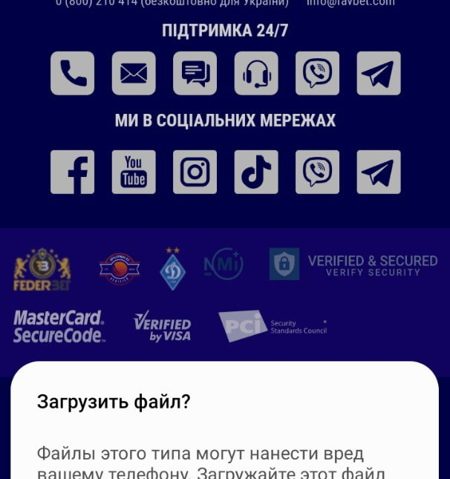 0 (800) 210 414 (безкоштовно для України) info@favbet.com
ПІДТРИМКА 24/7
МИ В СОЦІАЛЬНИХ МЕРЕЖАХ
You
Tube
FEDERBET
NMi
VERIFIED & SECURED
VERIFY SECURITY
MasterCard.
SecureCode™
VERIFIED
by VISA
PCi Security
Standards Council
Загрузить файл?
Файлы этого типа могут нанести вред
вашему телефону. Загружайте этот файл